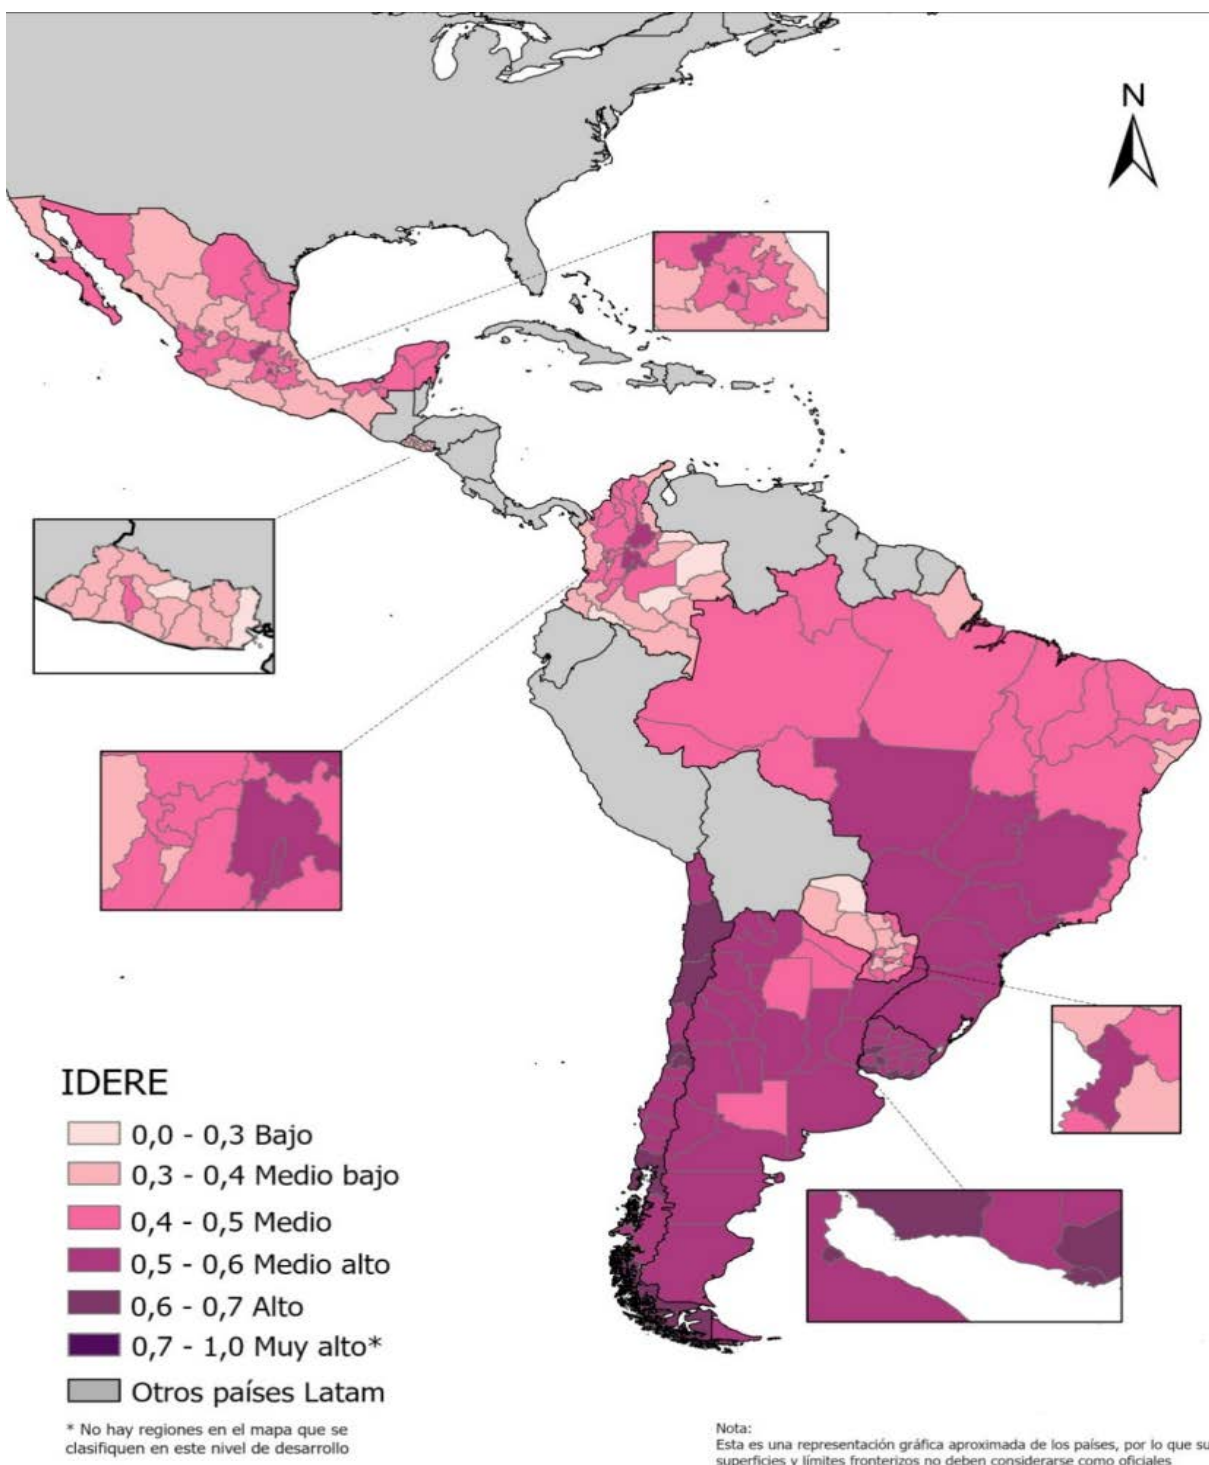 N
IDERE
0,0 - 0,3 Bajo
0,3 - 0,4 Medio bajo
0,4 - 0,5 Medio
0,5 - 0,6 Medio alto
0,6 - 0,7 Alto
0,7 - 1,0 Muy alto*
Otros países Latam
* No hay regiones en el mapa que se
clasifiquen en este nivel de desarrollo
Nota:
Esta es una representación gráfica aproximada de los países, por lo que su
superficies y límites fronterizos no deben considerarse como oficiales